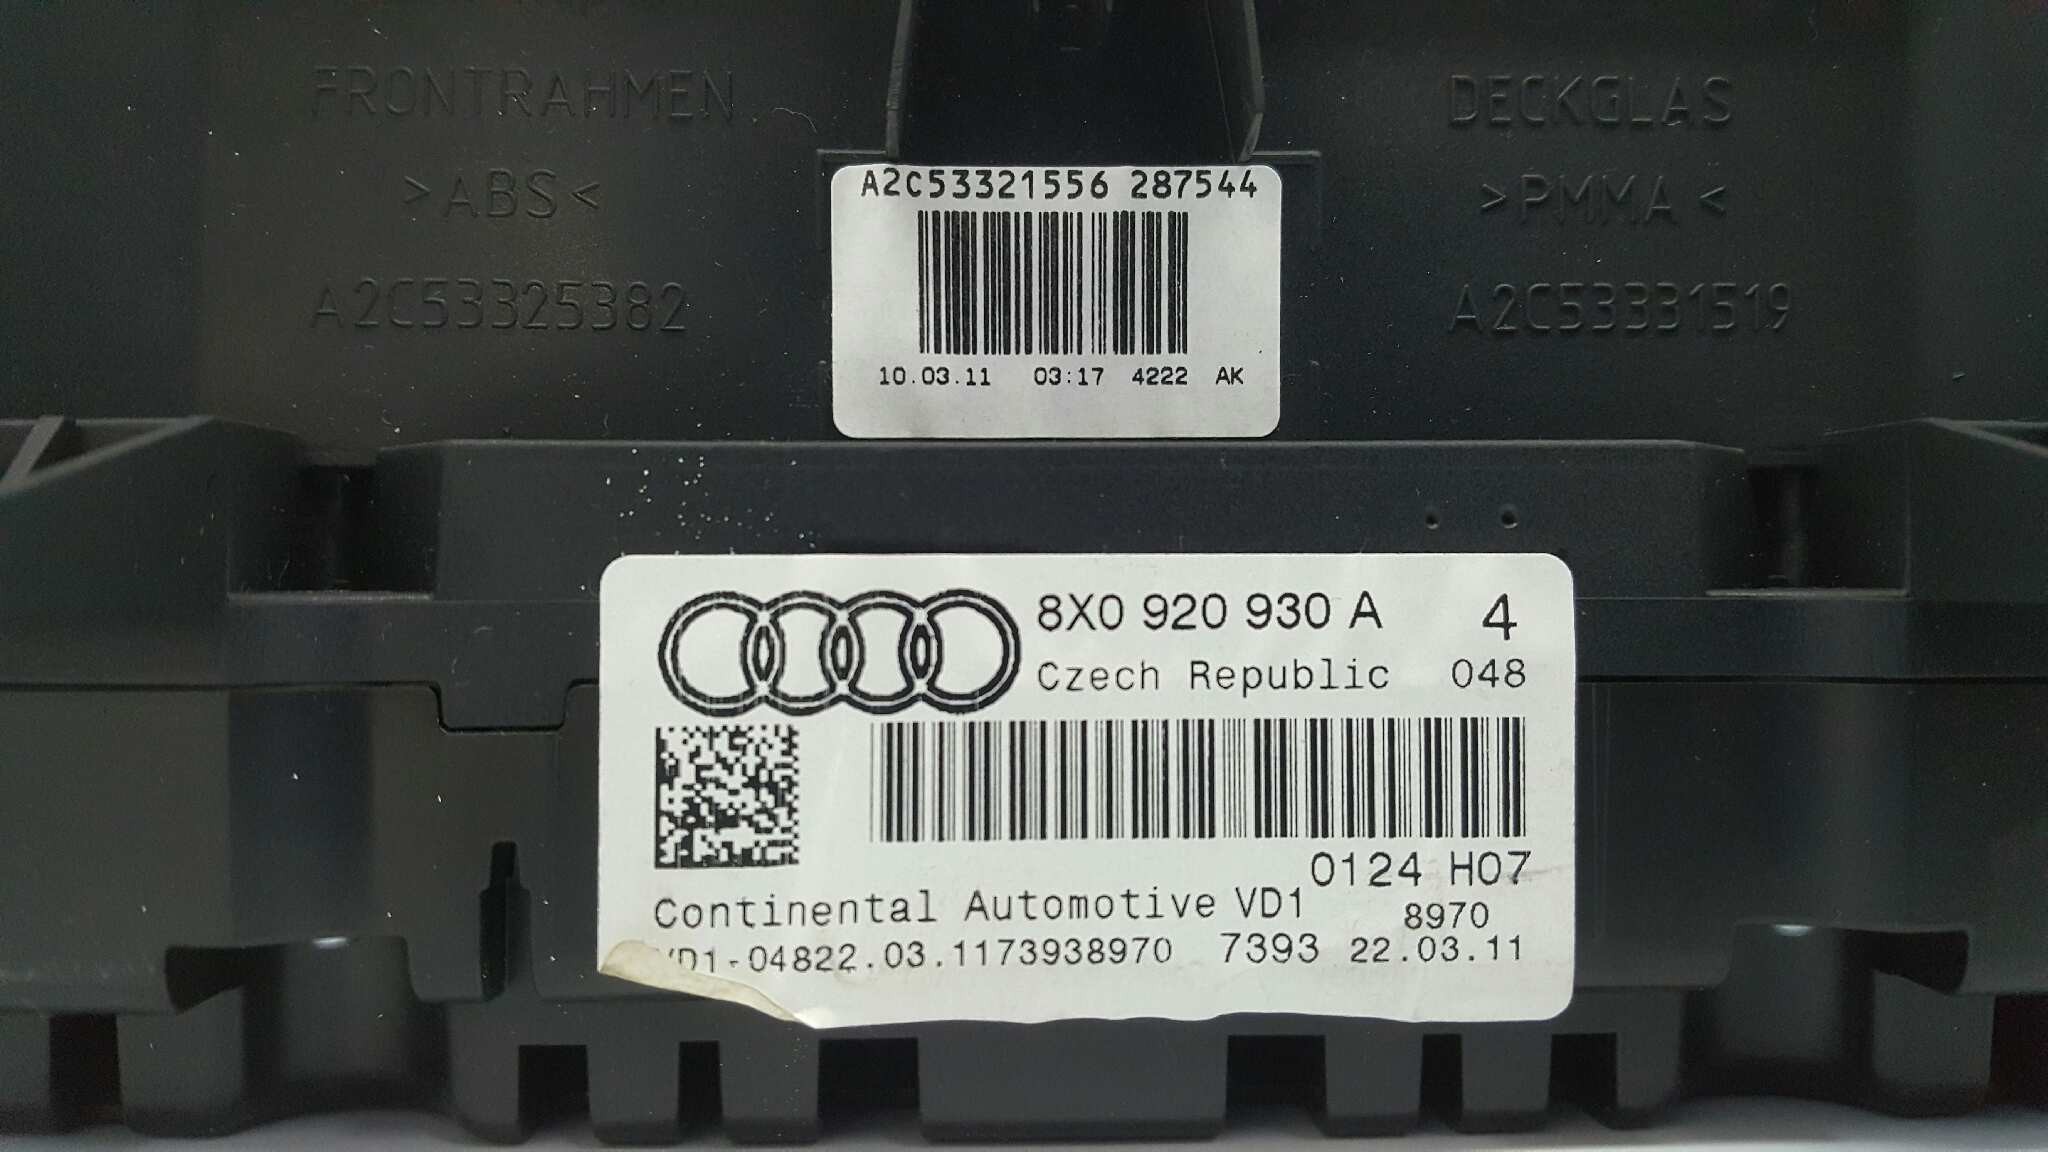 FRONTRAHMEN
>ABS<
A2C53325382
DECKGLAS
>PMMA<
A2C53331519
A2C53321556 287544
10.03.11 03:17 4222 AK
8X0 920 930 A 4
Czech Republic 048
0124 H07
Continental Automotive VD1 8970
VD1-04822.03.1173938970 7393 22.03.11